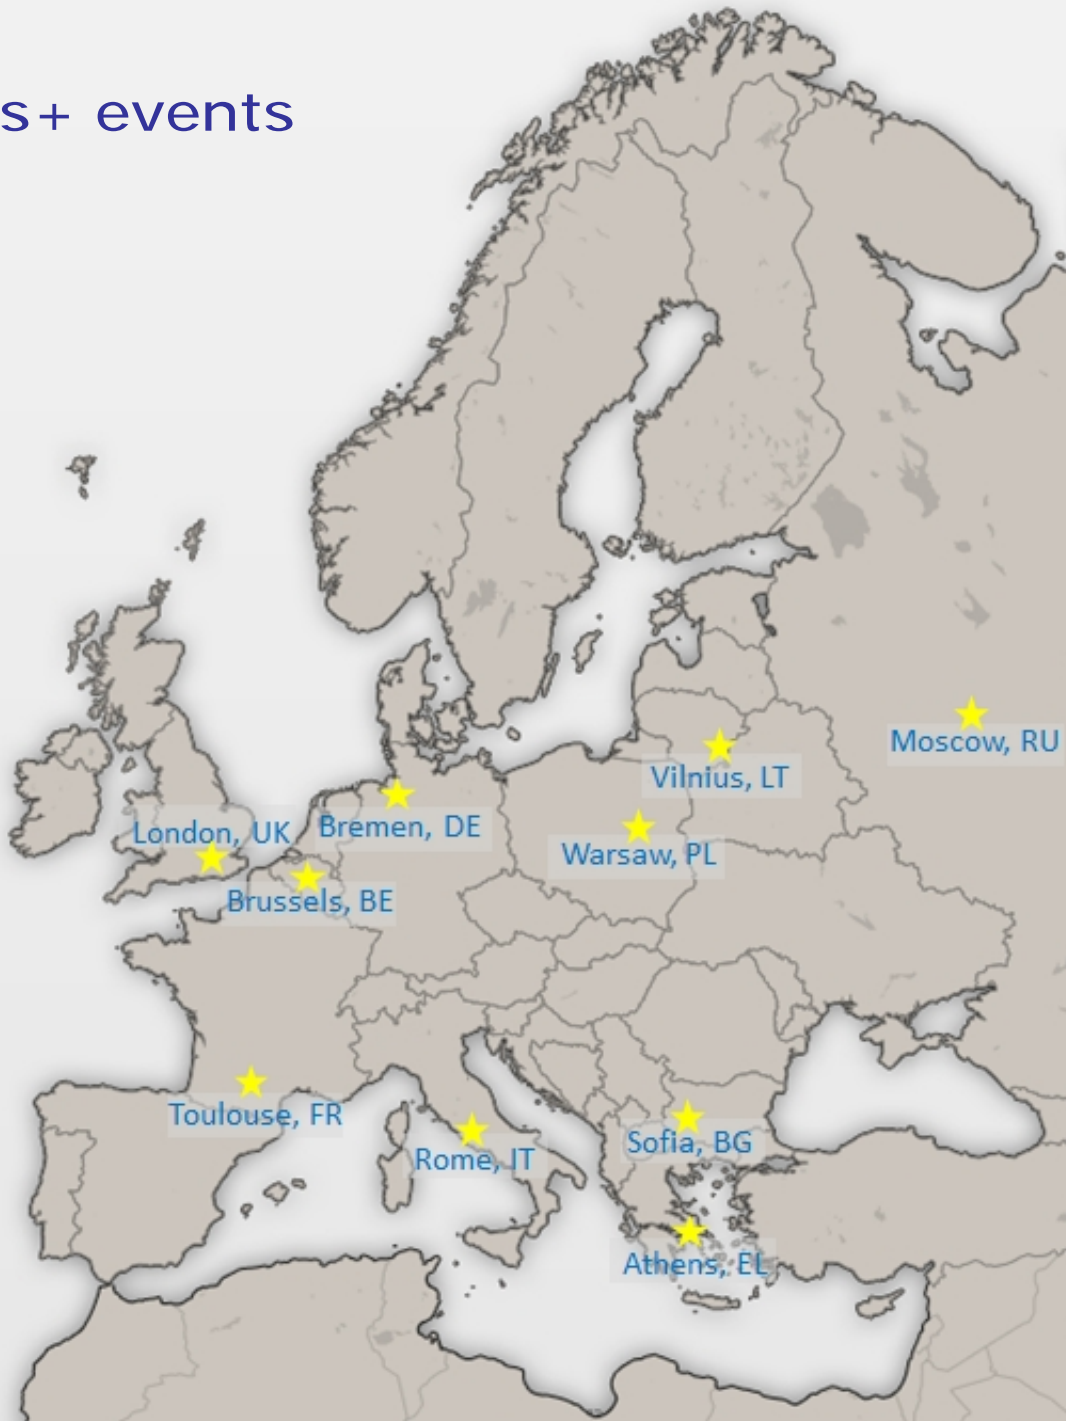 s+ events
Moscow, RU
Vilnius, LT
Bremen, DE
London, UK
Warsaw, PL
Brussels, BE
Toulouse, FR
Sofia, BG
Rome, IT
Athens, EL